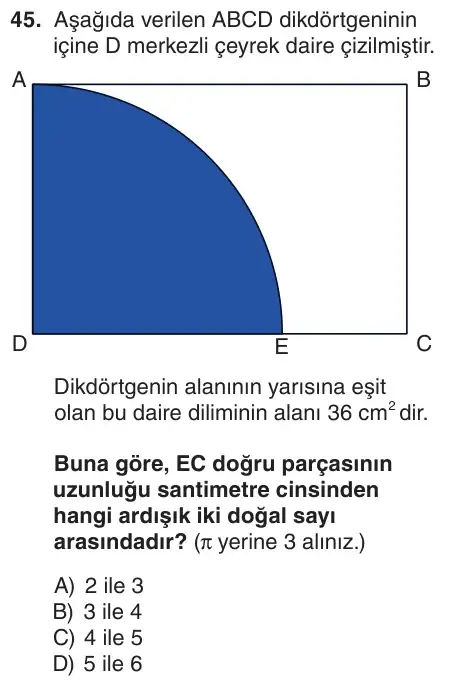 45. Aşağıda verilen ABCD dikdörtgeninin
içine D merkezli çeyrek daire çizilmiştir.
A
B
D
E
C
Dikdörtgenin alanının yarısına eşit
olan bu daire diliminin alanı 36 cm² dir.
Buna göre, EC doğru parçasının
uzunluğu santimetre cinsinden
hangi ardışık iki doğal sayı
arasındadır? (π yerine 3 alınız.)
A) 2 ile 3
B) 3 ile 4
C) 4 ile 5
D) 5 ile 6